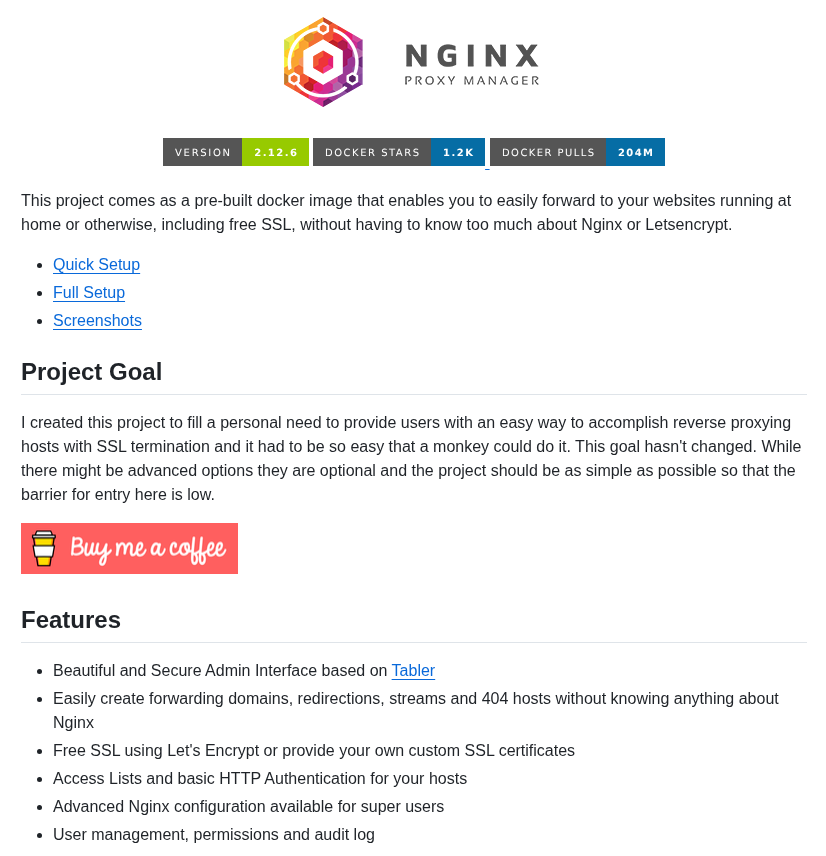 NGINX
PROXY MANAGER
VERSION 2.12.6 DOCKER STARS 1.2K DOCKER PULLS 204M
This project comes as a pre-built docker image that enables you to easily forward to your websites running at
home or otherwise, including free SSL, without having to know too much about Nginx or Letsencrypt.
Quick Setup
Full Setup
Screenshots
Project Goal
I created this project to fill a personal need to provide users with an easy way to accomplish reverse proxying
hosts with SSL termination and it had to be so easy that a monkey could do it. This goal hasn't changed. While
there might be advanced options they are optional and the project should be as simple as possible so that the
barrier for entry here is low.
Buy me a coffee
Features
Beautiful and Secure Admin Interface based on Tabler
Easily create forwarding domains, redirections, streams and 404 hosts without knowing anything about
Nginx
Free SSL using Let's Encrypt or provide your own custom SSL certificates
Access Lists and basic HTTP Authentication for your hosts
Advanced Nginx configuration available for super users
User management, permissions and audit log